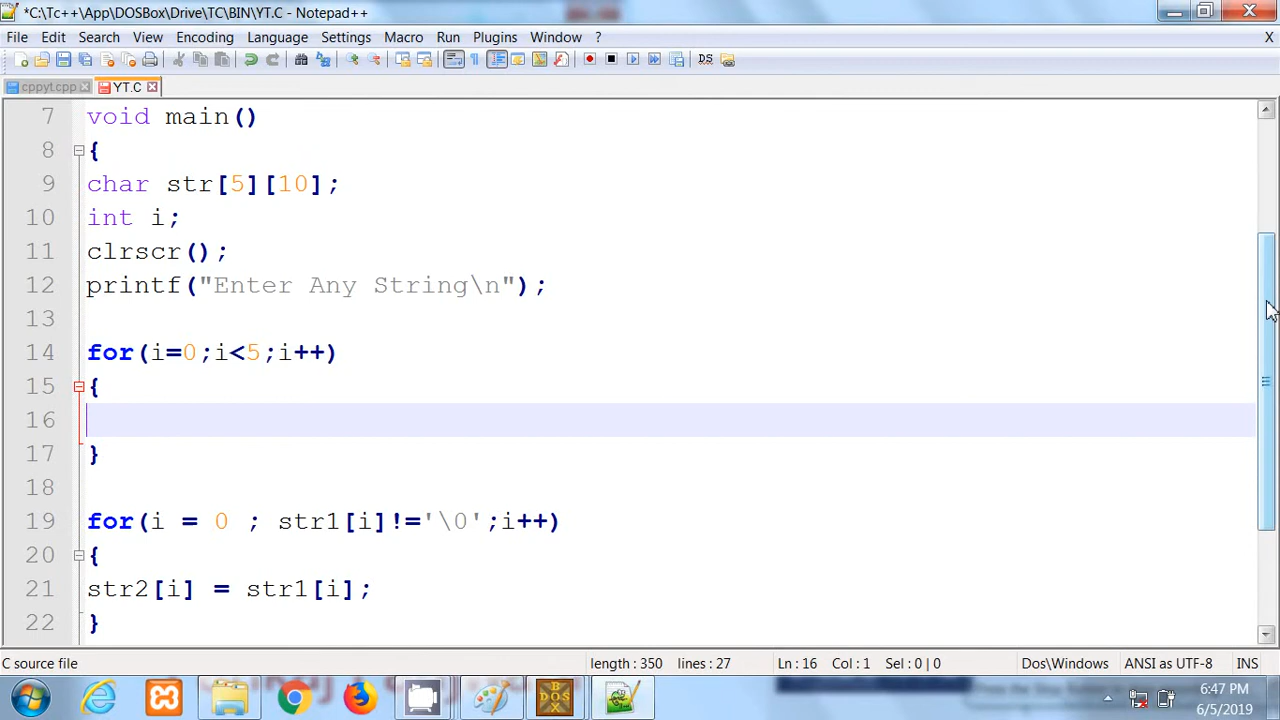 *C:\Tc++\App\DOSBox\Drive\TC\BIN\YT.C - Notepad++
File Edit Search View Encoding Language Settings Macro Run Plugins Window ? X
cppyt.cpp YT.C
7 void main()
8 {
9 char str[5][10];
10 int i;
11 clrscr();
12 printf("Enter Any String\n");
13
14 for(i=0;i<5;i++)
15 {
16
17 }
18
19 for(i = 0 ; str1[i]!='\0';i++)
20 {
21 str2[i] = str1[i];
22 }
C source file length : 350 lines : 27 Ln : 16 Col : 1 Sel : 0 | 0 Dos\Windows ANSI as UTF-8 INS
6:47 PM
6/5/2019